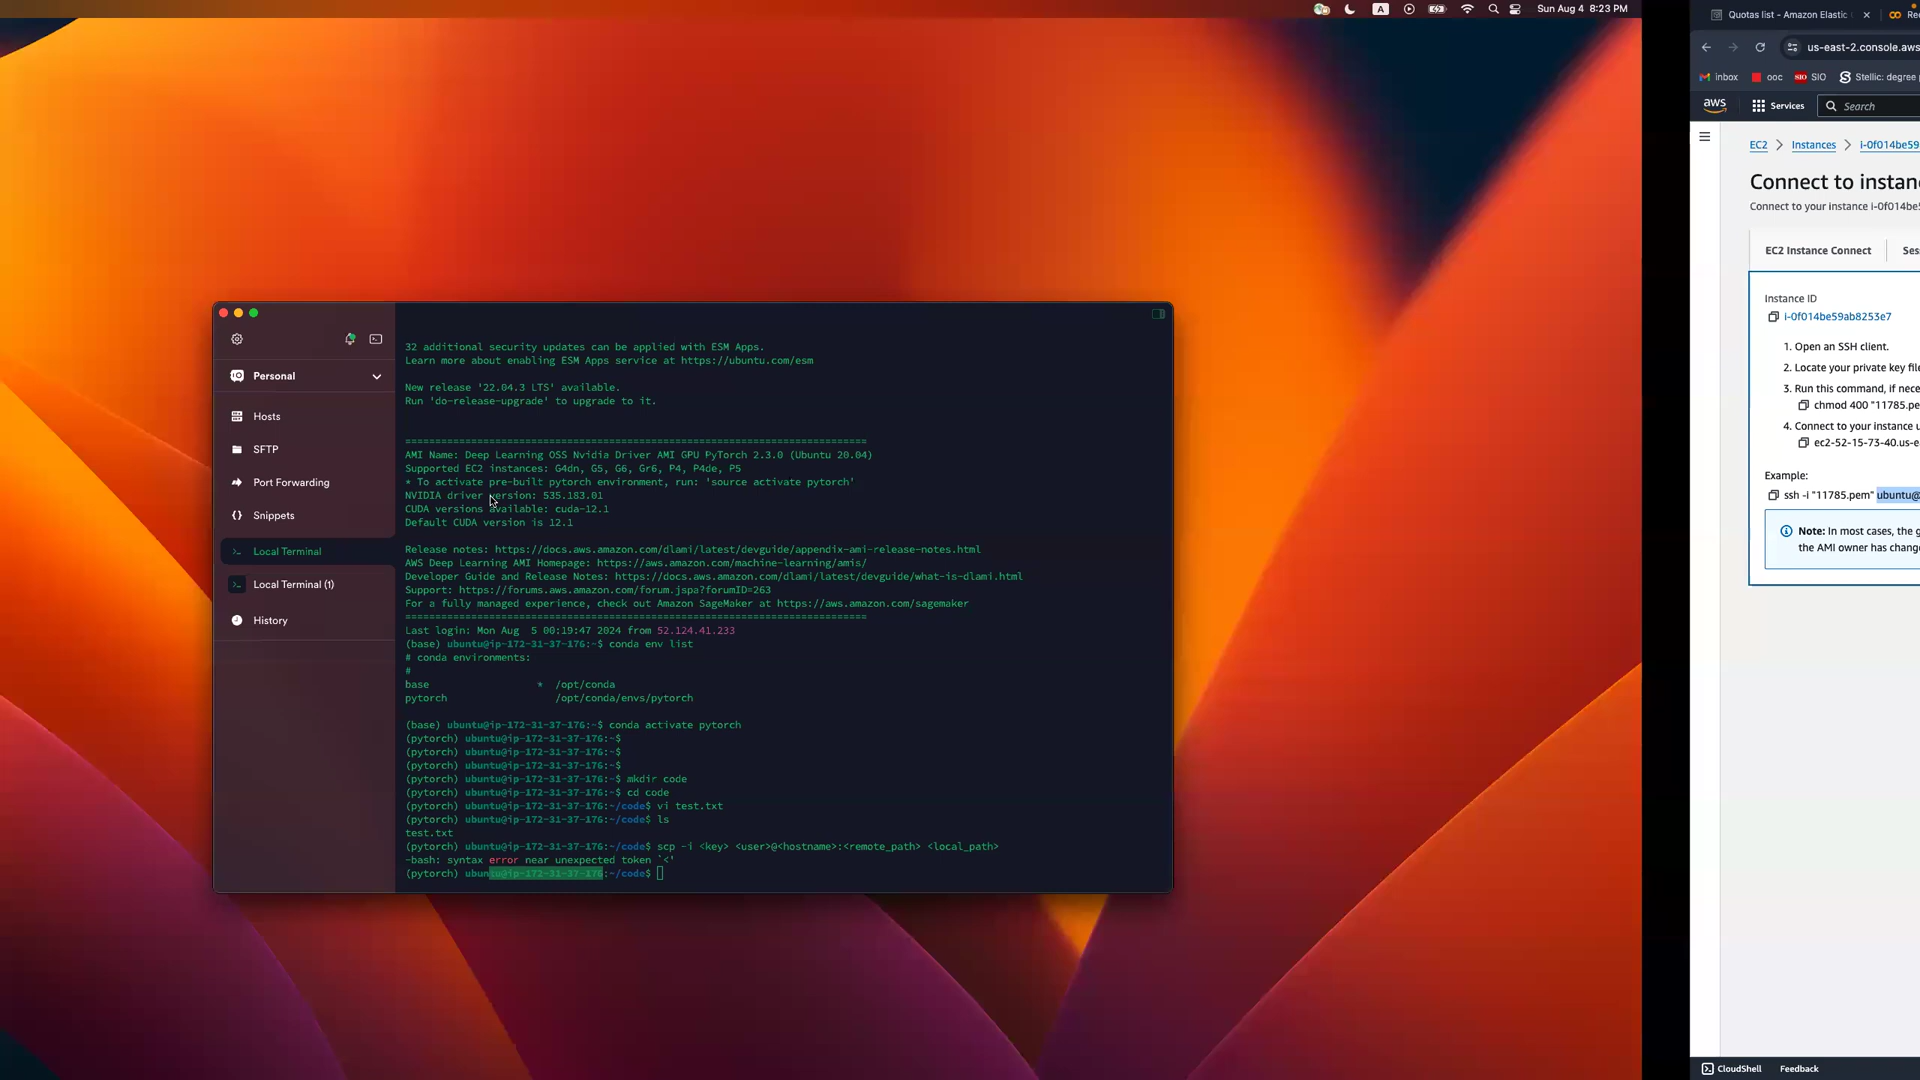 Sun Aug 4 8:23 PM
Personal
Hosts
SFTP
Port Forwarding
Snippets
Local Terminal
Local Terminal (1)
History
32 additional security updates can be applied with ESM Apps.
Learn more about enabling ESM Apps service at https://ubuntu.com/esm
New release '22.04.3 LTS' available.
Run 'do-release-upgrade' to upgrade to it.
=============================================================================
AMI Name: Deep Learning OSS Nvidia Driver AMI GPU PyTorch 2.3.0 (Ubuntu 20.04)
Supported EC2 instances: G4dn, G5, G6, Gr6, P4, P4de, P5
* To activate pre-built pytorch environment, run: 'source activate pytorch'
NVIDIA driver version: 535.183.01
CUDA versions available: cuda-12.1
Default CUDA version is 12.1
Release notes: https://docs.aws.amazon.com/dlami/latest/devguide/appendix-ami-release-notes.html
AWS Deep Learning AMI Homepage: https://aws.amazon.com/machine-learning/amis/
Developer Guide and Release Notes: https://docs.aws.amazon.com/dlami/latest/devguide/what-is-dlami.html
Support: https://forums.aws.amazon.com/forum.jspa?forumID=263
For a fully managed experience, check out Amazon SageMaker at https://aws.amazon.com/sagemaker
=============================================================================
Last login: Mon Aug  5 00:19:47 2024 from 52.124.41.233
(base) ubuntu@ip-172-31-37-176:~$ conda env list
# conda environments:
#
base                  *  /opt/conda
pytorch                  /opt/conda/envs/pytorch
(base) ubuntu@ip-172-31-37-176:~$ conda activate pytorch
(pytorch) ubuntu@ip-172-31-37-176:~$
(pytorch) ubuntu@ip-172-31-37-176:~$
(pytorch) ubuntu@ip-172-31-37-176:~$
(pytorch) ubuntu@ip-172-31-37-176:~$ mkdir code
(pytorch) ubuntu@ip-172-31-37-176:~$ cd code
(pytorch) ubuntu@ip-172-31-37-176:~/code$ vi test.txt
(pytorch) ubuntu@ip-172-31-37-176:~/code$ ls
test.txt
(pytorch) ubuntu@ip-172-31-37-176:~/code$ scp -i <key> <user>@<hostname>:<remote_path> <local_path>
-bash: syntax error near unexpected token `<'
(pytorch) ubuntu@ip-172-31-37-176:~/code$
Quotas list - Amazon Elastic
Re
us-east-2.console.aws
inbox ooc SIO SIO Stellic: degree
aws Services Search
EC2 > Instances > i-0f014be59
Connect to instan
Connect to your instance i-0f014be5
EC2 Instance Connect Ses
Instance ID
i-0f014be59ab8253e7
1. Open an SSH client.
2. Locate your private key file
3. Run this command, if nece
chmod 400 "11785.pe
4. Connect to your instance u
ec2-52-15-73-40.us-e
Example:
ssh -i "11785.pem" ubuntu@
Note: In most cases, the g
the AMI owner has chang
CloudShell Feedback